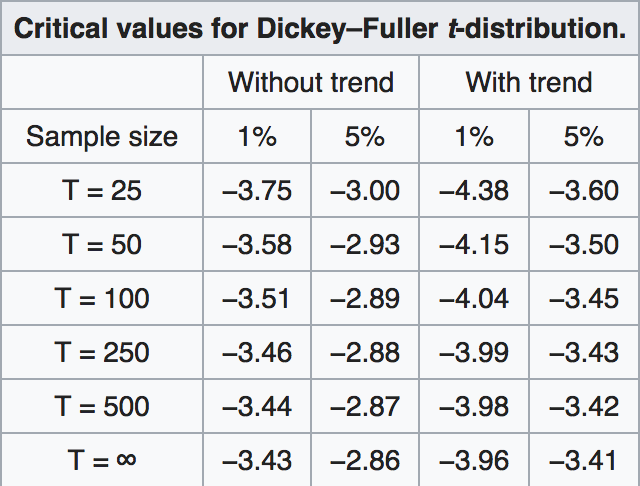 Critical values for Dickey–Fuller t-distribution.
Without trend With trend
Sample size 1% 5% 1% 5%
T = 25 −3.75 −3.00 −4.38 −3.60
T = 50 −3.58 −2.93 −4.15 −3.50
T = 100 −3.51 −2.89 −4.04 −3.45
T = 250 −3.46 −2.88 −3.99 −3.43
T = 500 −3.44 −2.87 −3.98 −3.42
T = ∞ −3.43 −2.86 −3.96 −3.41